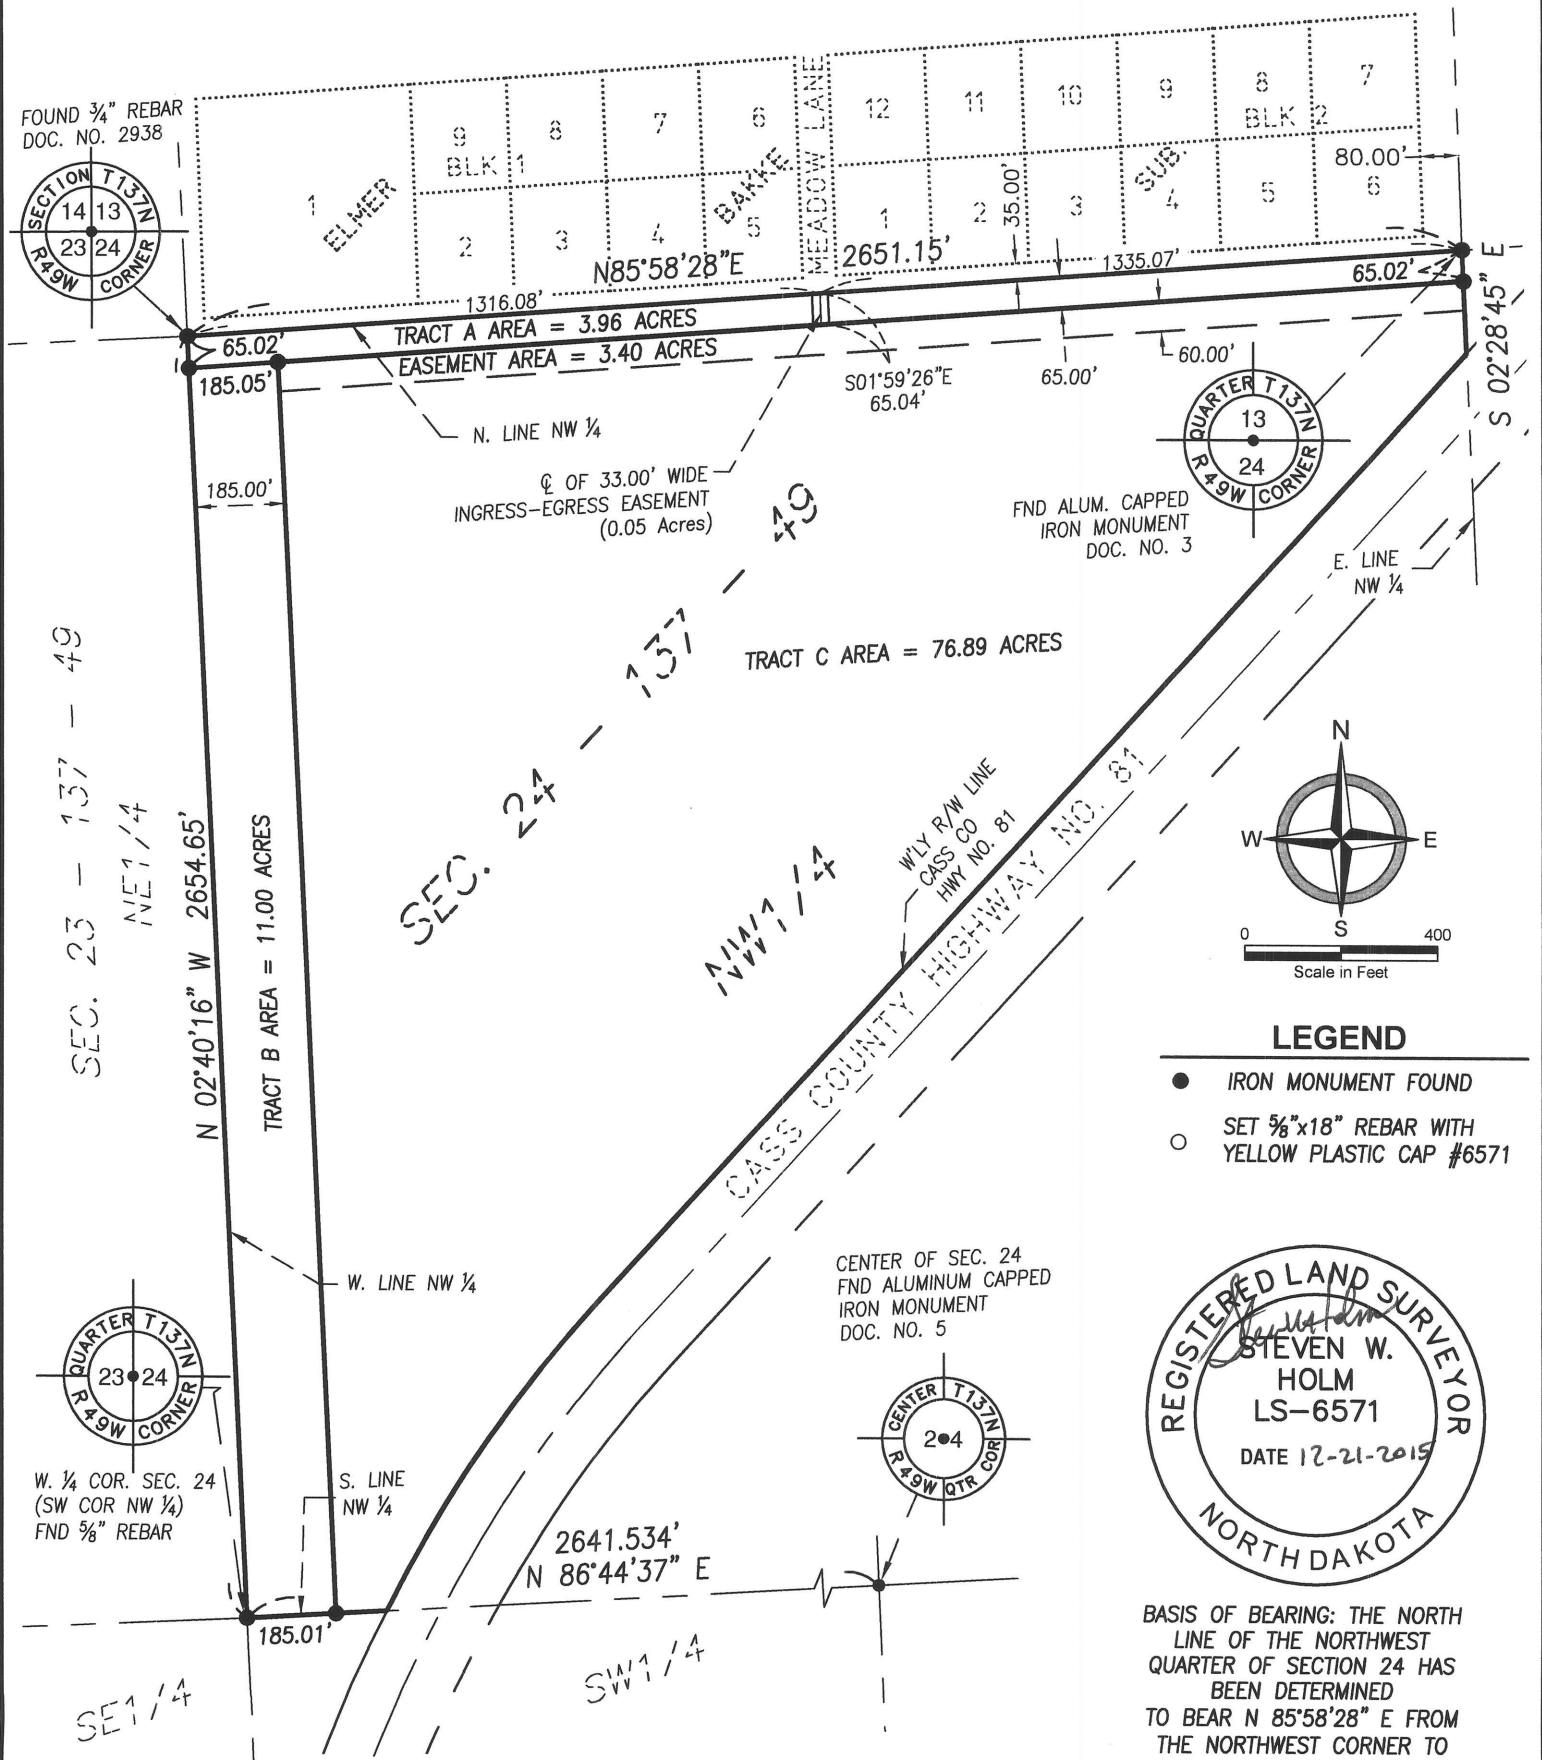 FOUND ¾" REBAR
DOC. NO. 2938
SECTION T137N
R49W CORNER
14 13
23 24
1
ELMER
9
8
7
6
BLK 1
2
3
4
5
BAKKE
MEADOW LANE
12
11
10
9
8
7
BLK 2
1
2
3
4
5
6
SUB.
35.00'
80.00'
N85°58'28"E
2651.15'
1316.08'
1335.07'
65.02'
65.02'
TRACT A AREA = 3.96 ACRES
EASEMENT AREA = 3.40 ACRES
185.05'
S01°59'26"E
65.04'
65.00'
60.00'
S 02°28'45" E
N. LINE NW ¼
185.00'
℄ OF 33.00' WIDE
INGRESS-EGRESS EASEMENT
(0.05 Acres)
QUARTER T137N
R49W CORNER
13
24
FND ALUM. CAPPED
IRON MONUMENT
DOC. NO. 3
E. LINE
NW ¼
SEC. 24 - 137 - 49
TRACT C AREA = 76.89 ACRES
SEC. 23 - 137 - 49
NE1/4
N 02°40'16" W 2654.65'
TRACT B AREA = 11.00 ACRES
NW1/4
W'LY R/W LINE
CASS CO
HWY NO. 81
CASS COUNTY HIGHWAY NO. 81
N
W
E
S
0
400
Scale in Feet
LEGEND
IRON MONUMENT FOUND
SET ⅝"x18" REBAR WITH
YELLOW PLASTIC CAP #6571
W. LINE NW ¼
CENTER OF SEC. 24
FND ALUMINUM CAPPED
IRON MONUMENT
DOC. NO. 5
CENTER T137N
R49W QTR COR
24
QUARTER T137N
R49W CORNER
23 24
W. ¼ COR. SEC. 24
(SW COR NW ¼)
FND ⅝" REBAR
S. LINE
NW ¼
2641.534'
N 86°44'37" E
185.01'
SE1/4
SW1/4
REGISTERED LAND SURVEYOR
STEVEN W.
HOLM
LS-6571
DATE 12-21-2015
NORTH DAKOTA
BASIS OF BEARING: THE NORTH
LINE OF THE NORTHWEST
QUARTER OF SECTION 24 HAS
BEEN DETERMINED
TO BEAR N 85°58'28" E FROM
THE NORTHWEST CORNER TO